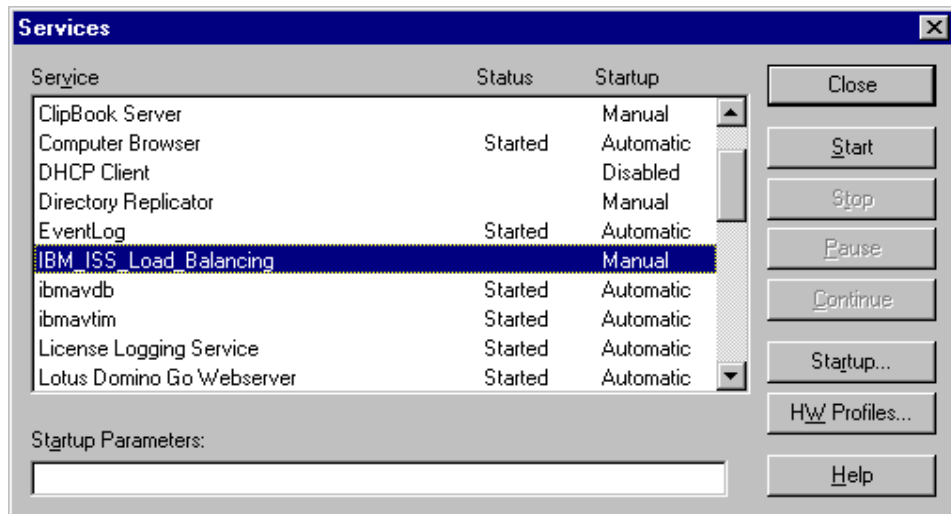 Services
Service Status Startup
ClipBook Server Manual
Computer Browser Started Automatic
DHCP Client Disabled
Directory Replicator Manual
EventLog Started Automatic
IBM_ISS_Load_Balancing Manual
ibmavdb Started Automatic
ibmavtim Started Automatic
License Logging Service Started Automatic
Lotus Domino Go Webserver Started Automatic
Startup Parameters:
Close
Start
Stop
Pause
Continue
Startup...
HW Profiles...
Help